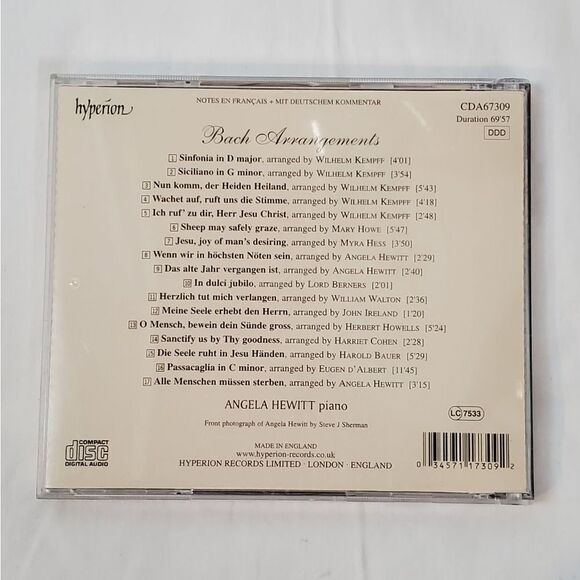 hyperion
NOTES EN FRANÇAIS + MIT DEUTSCHEM KOMMENTAR
CDA67309
Duration 69'57
DDD
Bach Arrangements
1 Sinfonia in D major, arranged by WILHELM KEMPFF [4'01]
2 Siciliano in G minor, arranged by WILHELM KEMPFF [3'54]
3 Nun komm, der Heiden Heiland, arranged by WILHELM KEMPFF [5'43]
4 Wachet auf, ruft uns die Stimme, arranged by WILHELM KEMPFF [4'18]
5 Ich ruf' zu dir, Herr Jesu Christ, arranged by WILHELM KEMPFF [2'48]
6 Sheep may safely graze, arranged by MARY HOWE [5'47]
7 Jesu, joy of man's desiring, arranged by MYRA HESS [3'50]
8 Wenn wir in höchsten Nöten sein, arranged by ANGELA HEWITT [2'29]
9 Das alte Jahr vergangen ist, arranged by ANGELA HEWITT [2'40]
10 In dulci jubilo, arranged by LORD BERNERS [2'01]
11 Herzlich tut mich verlangen, arranged by WILLIAM WALTON [2'36]
12 Meine Seele erhebt den Herrn, arranged by JOHN IRELAND [1'20]
13 O Mensch, bewein dein Sünde gross, arranged by HERBERT HOWELLS [5'24]
14 Sanctify us by Thy goodness, arranged by HARRIET COHEN [2'28]
15 Die Seele ruht in Jesu Händen, arranged by HAROLD BAUER [5'29]
16 Passacaglia in C minor, arranged by EUGEN D'ALBERT [11'45]
17 Alle Menschen müssen sterben, arranged by ANGELA HEWITT [3'15]
ANGELA HEWITT piano
LC 7533
Front photograph of Angela Hewitt by Steve J Sherman
COMPACT
disc
DIGITAL AUDIO
MADE IN ENGLAND
www.hyperion-records.co.uk
HYPERION RECORDS LIMITED · LONDON · ENGLAND
0 34571 17309 2